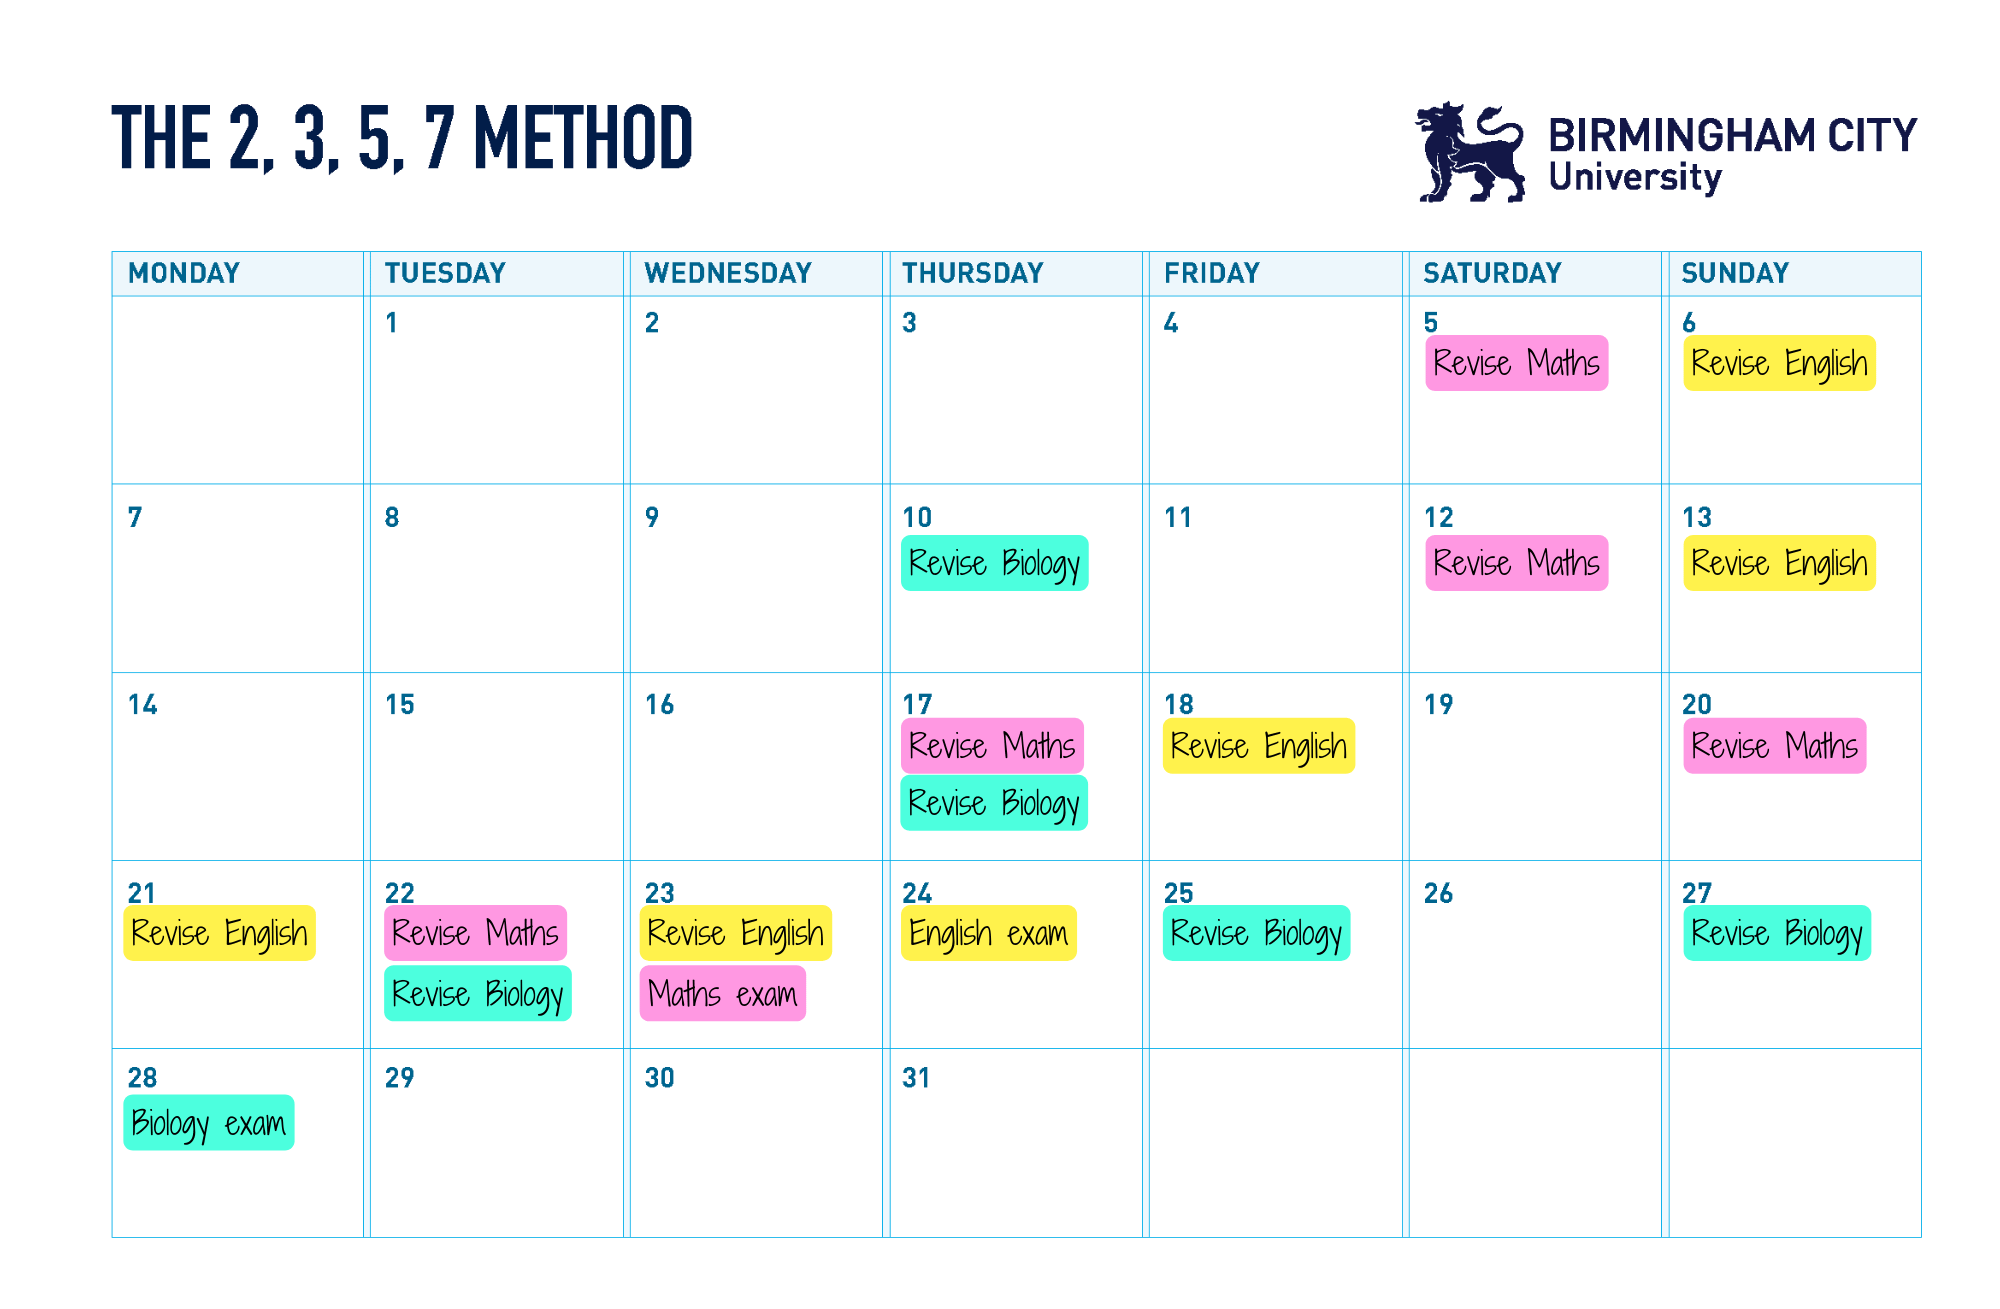 THE 2, 3, 5, 7 METHOD
BIRMINGHAM CITY
University
MONDAY TUESDAY WEDNESDAY THURSDAY FRIDAY SATURDAY SUNDAY
1 2 3 4 5 6
Revise Maths Revise English
7 8 9 10 11 12 13
Revise Biology Revise Maths Revise English
14 15 16 17 18 19 20
Revise Maths Revise English Revise Maths
Revise Biology
21 22 23 24 25 26 27
Revise English Revise Maths Revise English English exam Revise Biology Revise Biology
Revise Biology Maths exam
28 29 30 31
Biology exam